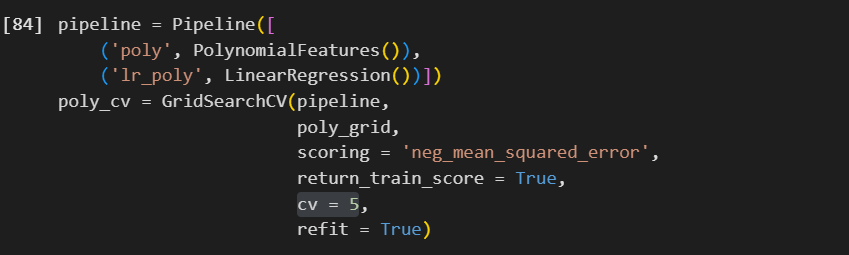 [84] pipeline = Pipeline([
('poly', PolynomialFeatures()),
('lr_poly', LinearRegression())])
poly_cv = GridSearchCV(pipeline,
poly_grid,
scoring = 'neg_mean_squared_error',
return_train_score = True,
cv = 5,
refit = True)